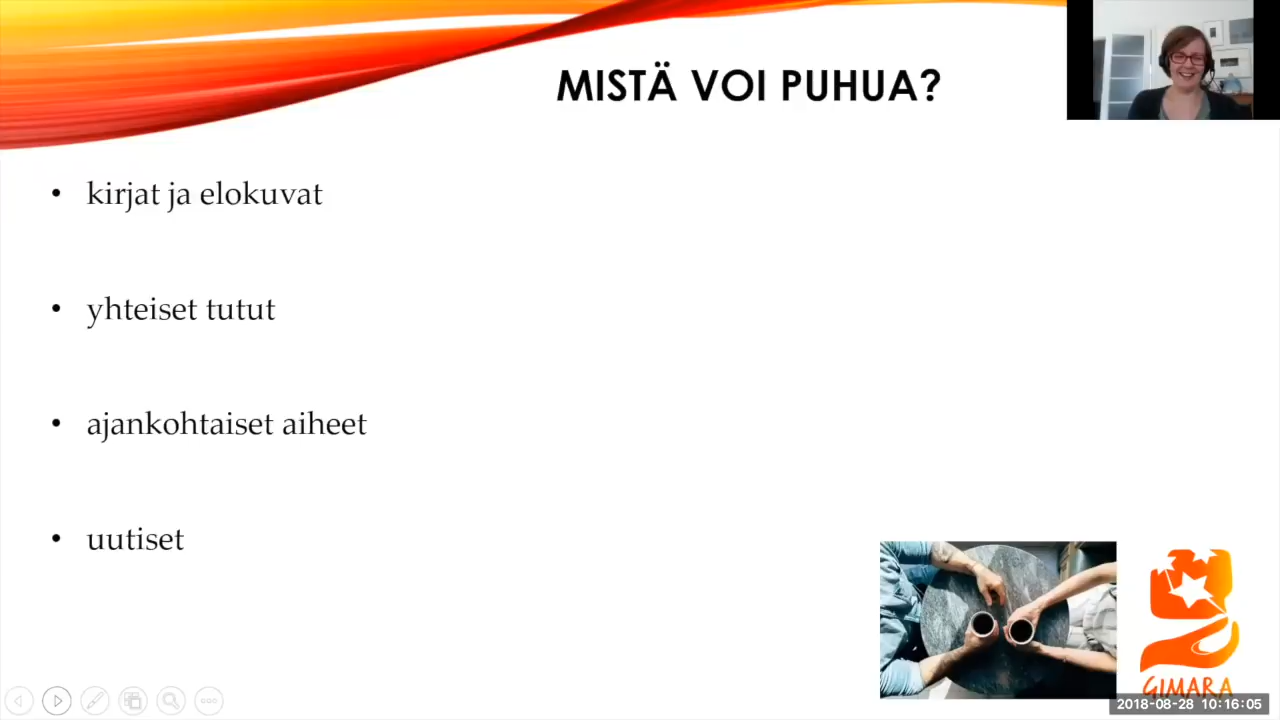 MISTÄ VOI PUHUA?
• kirjat ja elokuvat
• yhteiset tutut
• ajankohtaiset aiheet
• uutiset
GIMARA
2018-08-28 10:16:05